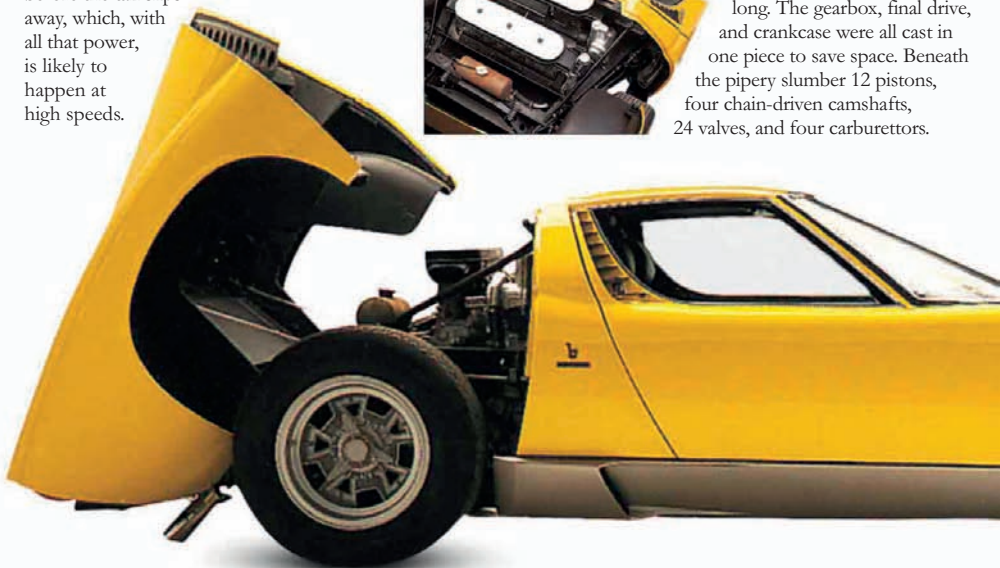 away, which, with
all that power,
is likely to
happen at
high speeds.
long. The gearbox, final drive,
and crankcase were all cast in
one piece to save space. Beneath
the pipery slumber 12 pistons,
four chain-driven camshafts,
24 valves, and four carburettors.
b